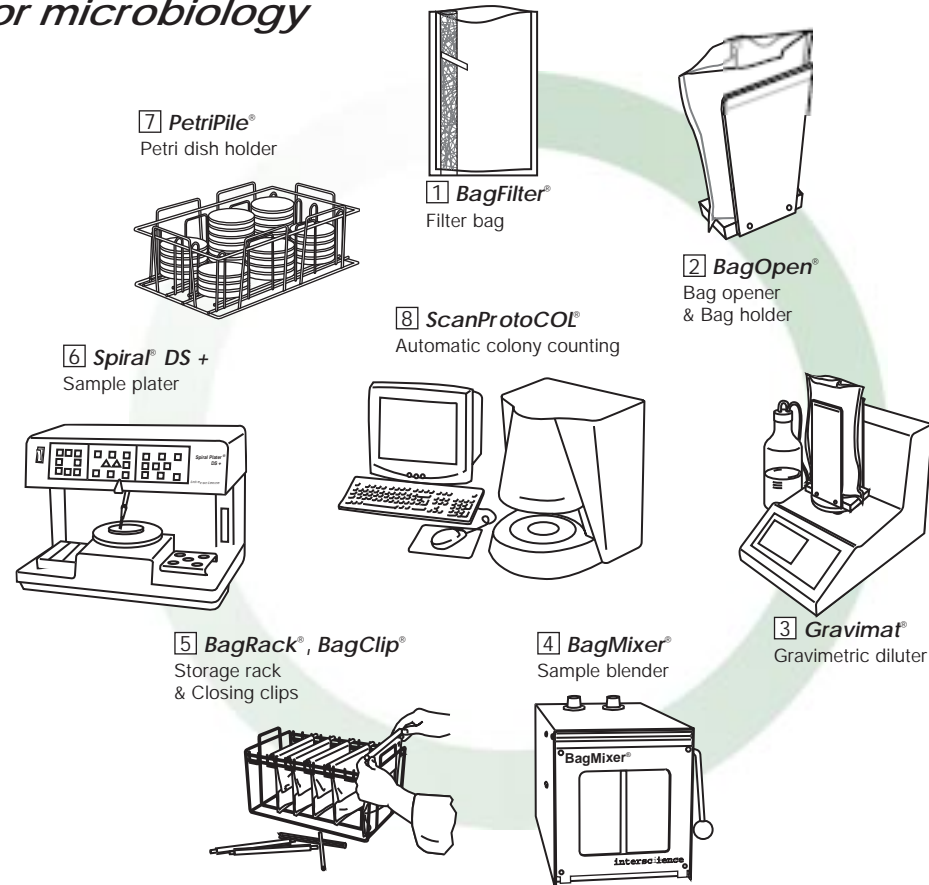 or microbiology
1 BagFilter®
Filter bag
2 BagOpen®
Bag opener
& Bag holder
3 Gravimat®
Gravimetric diluter
4 BagMixer®
Sample blender
BagMixer®
interscience
5 BagRack®, BagClip®
Storage rack
& Closing clips
6 Spiral® DS +
Sample plater
Spiral Plater®
DS +
7 PetriPile®
Petri dish holder
8 ScanProtoCOL®
Automatic colony counting